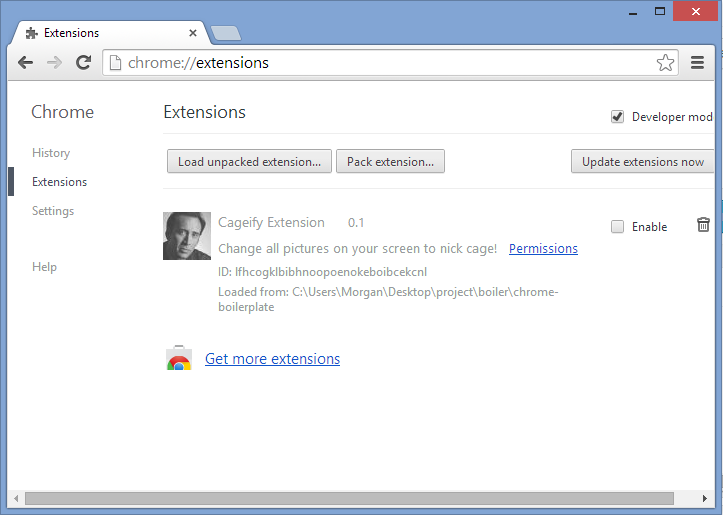 Extensions
chrome://extensions
Chrome
Extensions
Developer mod
History
Extensions
Settings
Help
Load unpacked extension...
Pack extension...
Update extensions now
Cageify Extension 0.1
Enable
Change all pictures on your screen to nick cage! Permissions
ID: lfhcogklbibhnoopoenokeboibcekcnl
Loaded from: C:\Users\Morgan\Desktop\project\boiler\chrome-
boilerplate
Get more extensions